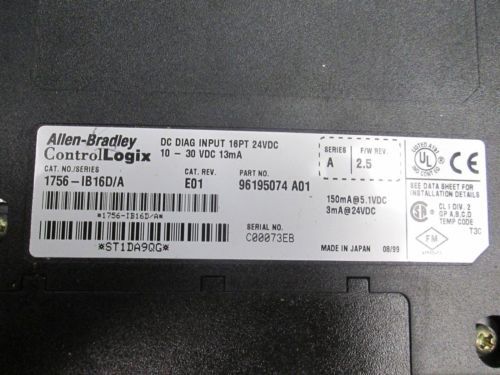 Allen-Bradley
ControlLogix
DC DIAG INPUT 16PT 24VDC
10 - 30 VDC 13mA
SERIES
A
F/W REV.
2.5
CAT. NO./SERIES
1756-IB16D/A
CAT. REV.
E01
PART NO.
96195074 A01
*1756-IB16D/A*
*ST1DA9QG*
SERIAL NO.
C00073EB
150mA@5.1VDC
3mA@24VDC
MADE IN JAPAN 08/99
UL
CE
SEE DATA SHEET FOR
INSTALLATION DETAILS
CL I DIV. 2
GP A,B,C,D
TEMP CODE
T3C
FM